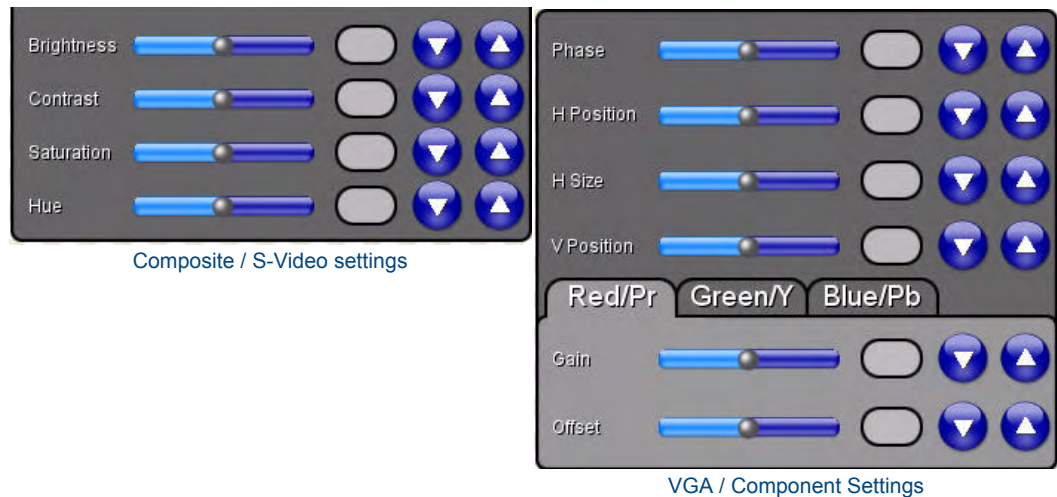 Brightness
Contrast
Saturation
Hue
Composite / S-Video settings
Phase
H Position
H Size
V Position
Red/Pr Green/Y Blue/Pb
Gain
Offset
VGA / Component Settings